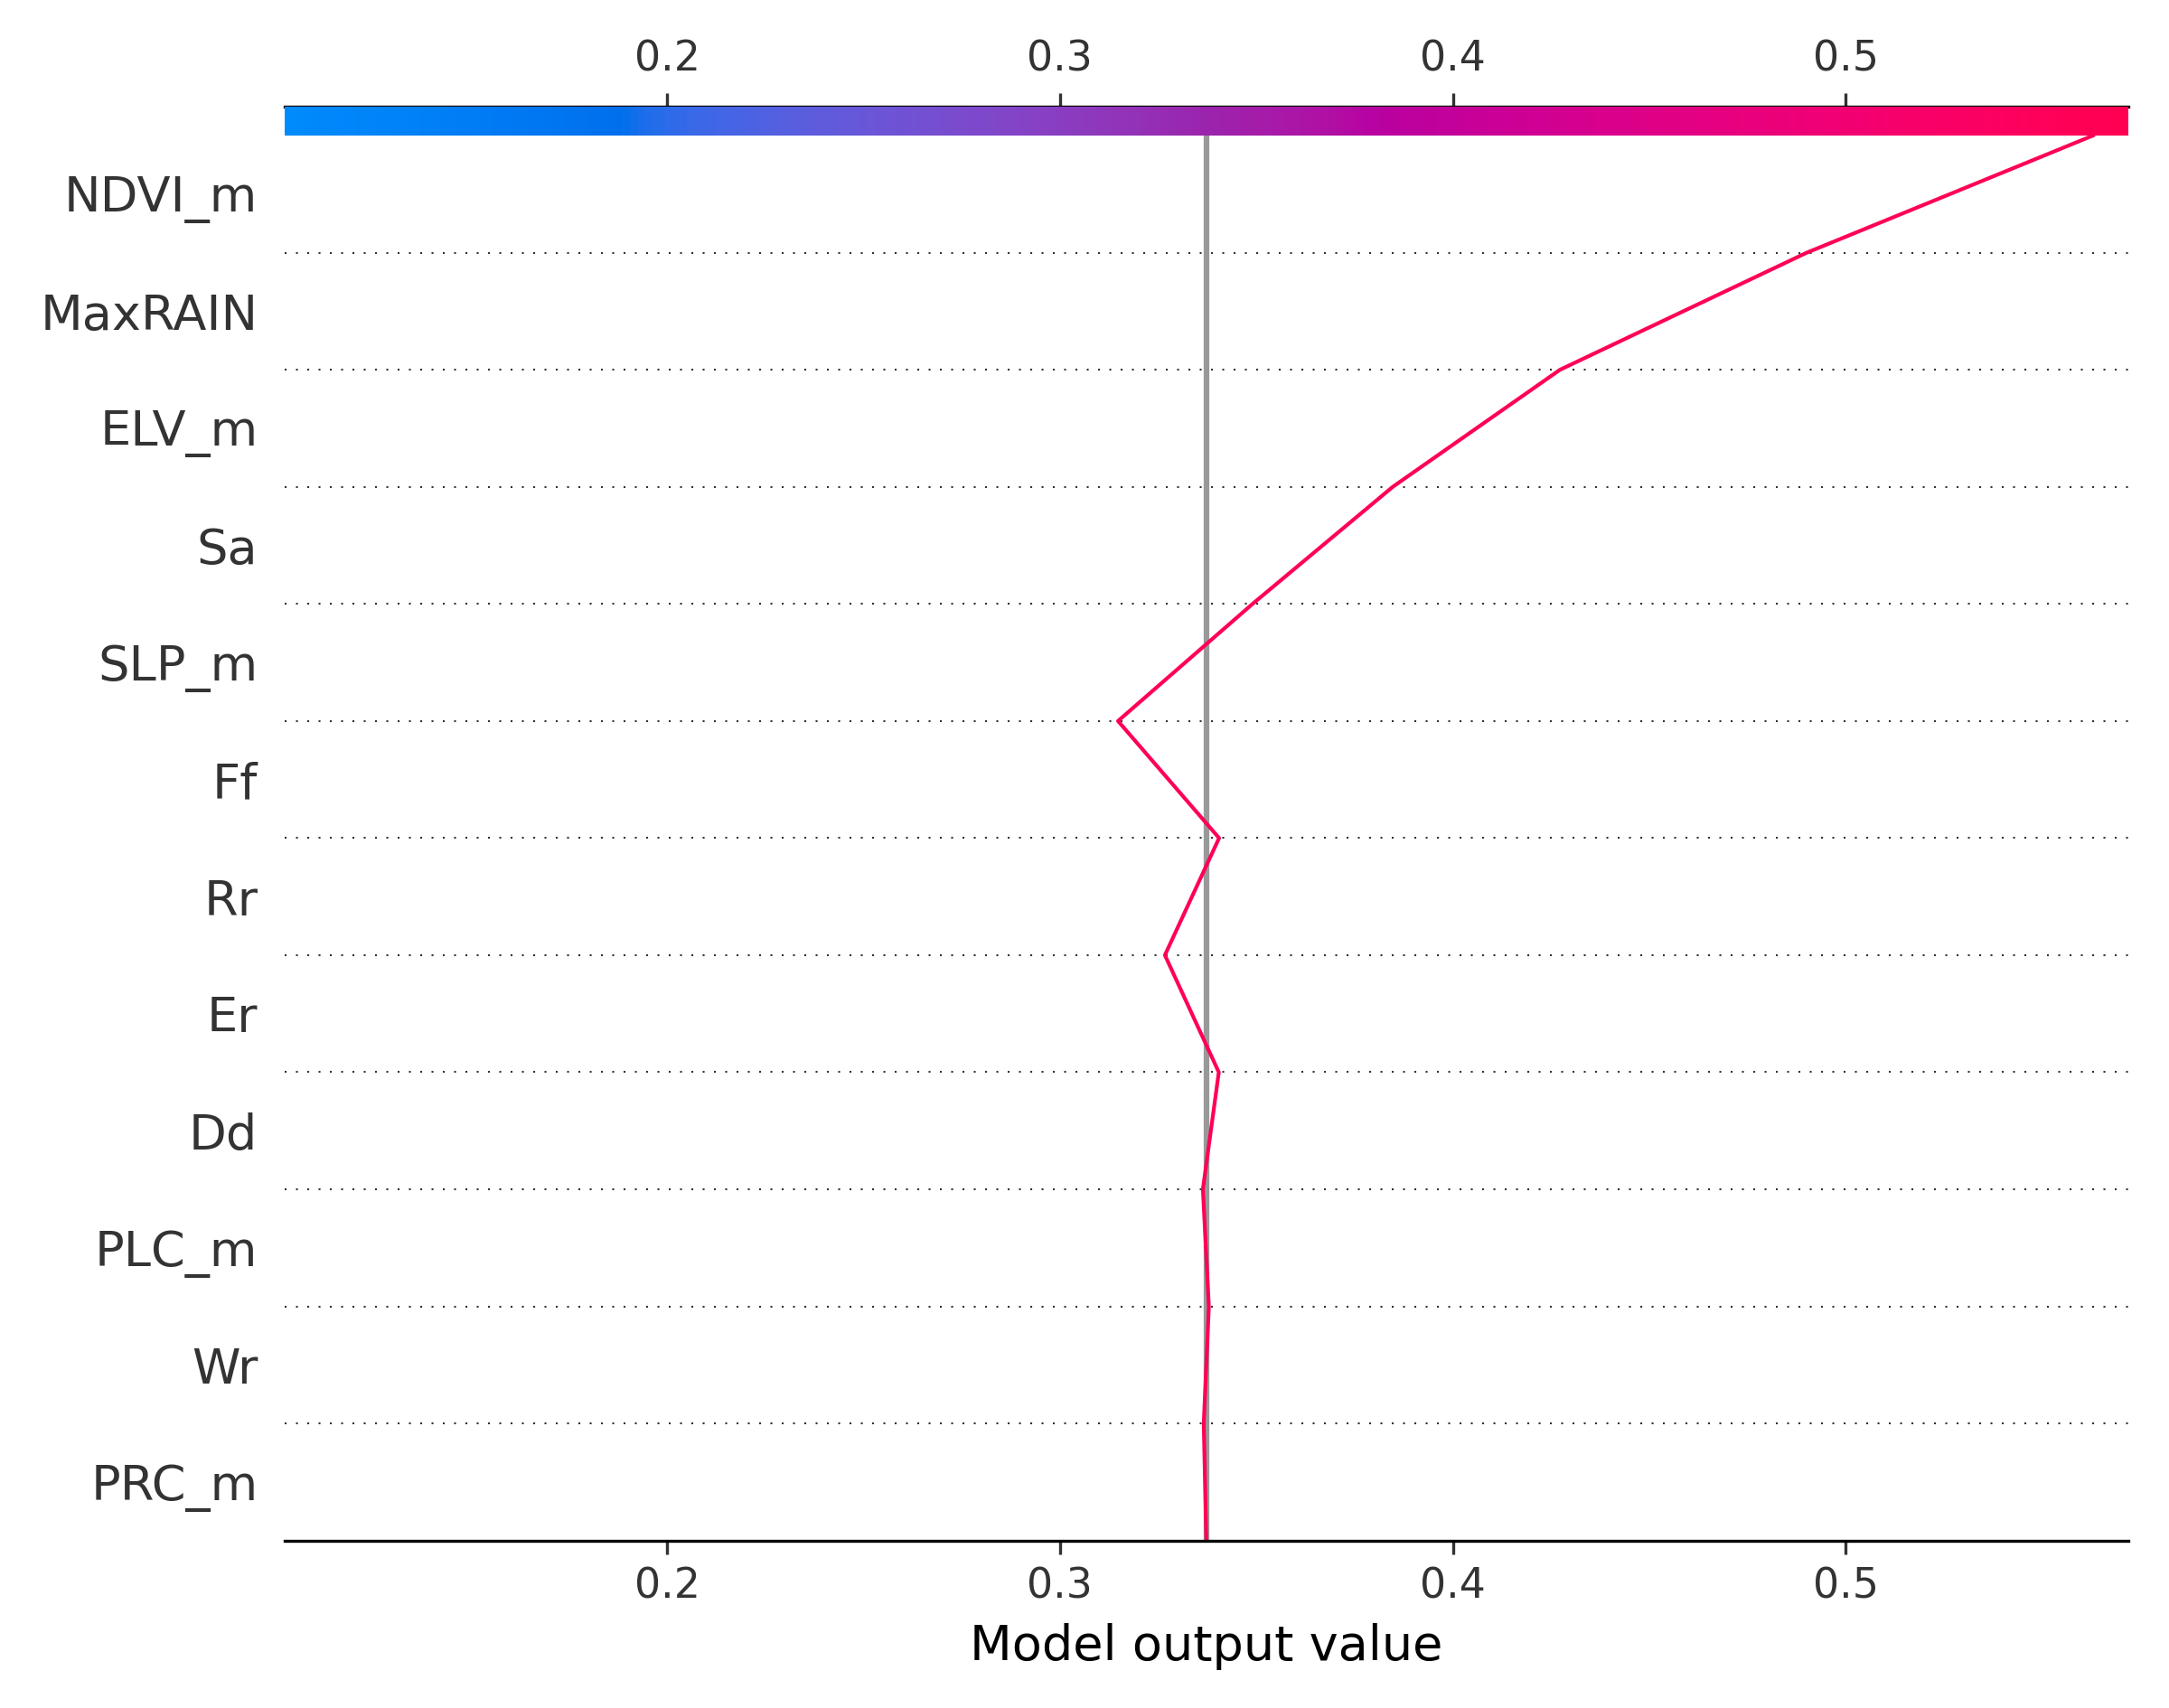 0.2 0.3 0.4 0.5
NDVI_m
MaxRAIN
ELV_m
Sa
SLP_m
Ff
Rr
Er
Dd
PLC_m
Wr
PRC_m
0.2 0.3 0.4 0.5
Model output value